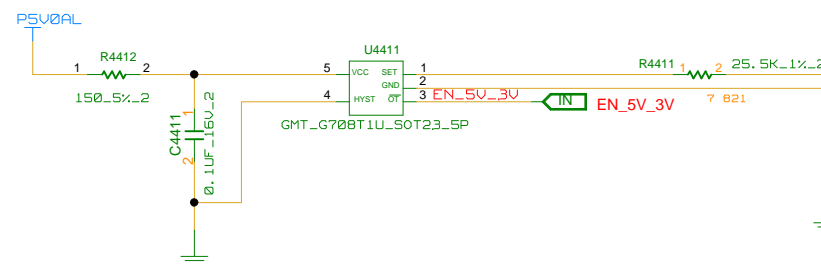 P5V0AL
R4412
1 2
150_5%_2
C4411
1
2
0.1UF_16V_2
U4411
5 VCC SET 1
GND 2
4 HYST OT 3
GMT_G708T1U_SOT23_5P
EN_5V_3V
IN
EN_5V_3V
R4411 1 2 25.5K_1%_2
7 821